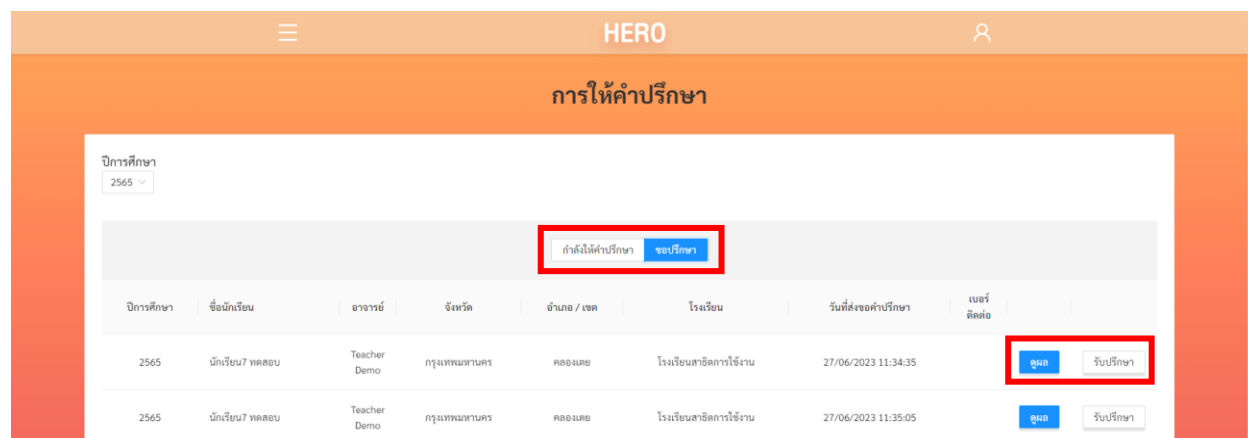 HERO
การให้คำปรึกษา
ปีการศึกษา
2565
กำลังให้คำปรึกษา ขอปรึกษา
ปีการศึกษา ชื่อนักเรียน อาจารย์ จังหวัด อำเภอ / เขต โรงเรียน วันที่ส่งขอคำปรึกษา เบอร์ติดต่อ
2565 นักเรียน7 ทดสอบ Teacher Demo กรุงเทพมหานคร คลองเตย โรงเรียนสาธิตการใช้งาน 27/06/2023 11:34:35 ดูผล รับปรึกษา
2565 นักเรียน7 ทดสอบ Teacher Demo กรุงเทพมหานคร คลองเตย โรงเรียนสาธิตการใช้งาน 27/06/2023 11:35:05 ดูผล รับปรึกษา